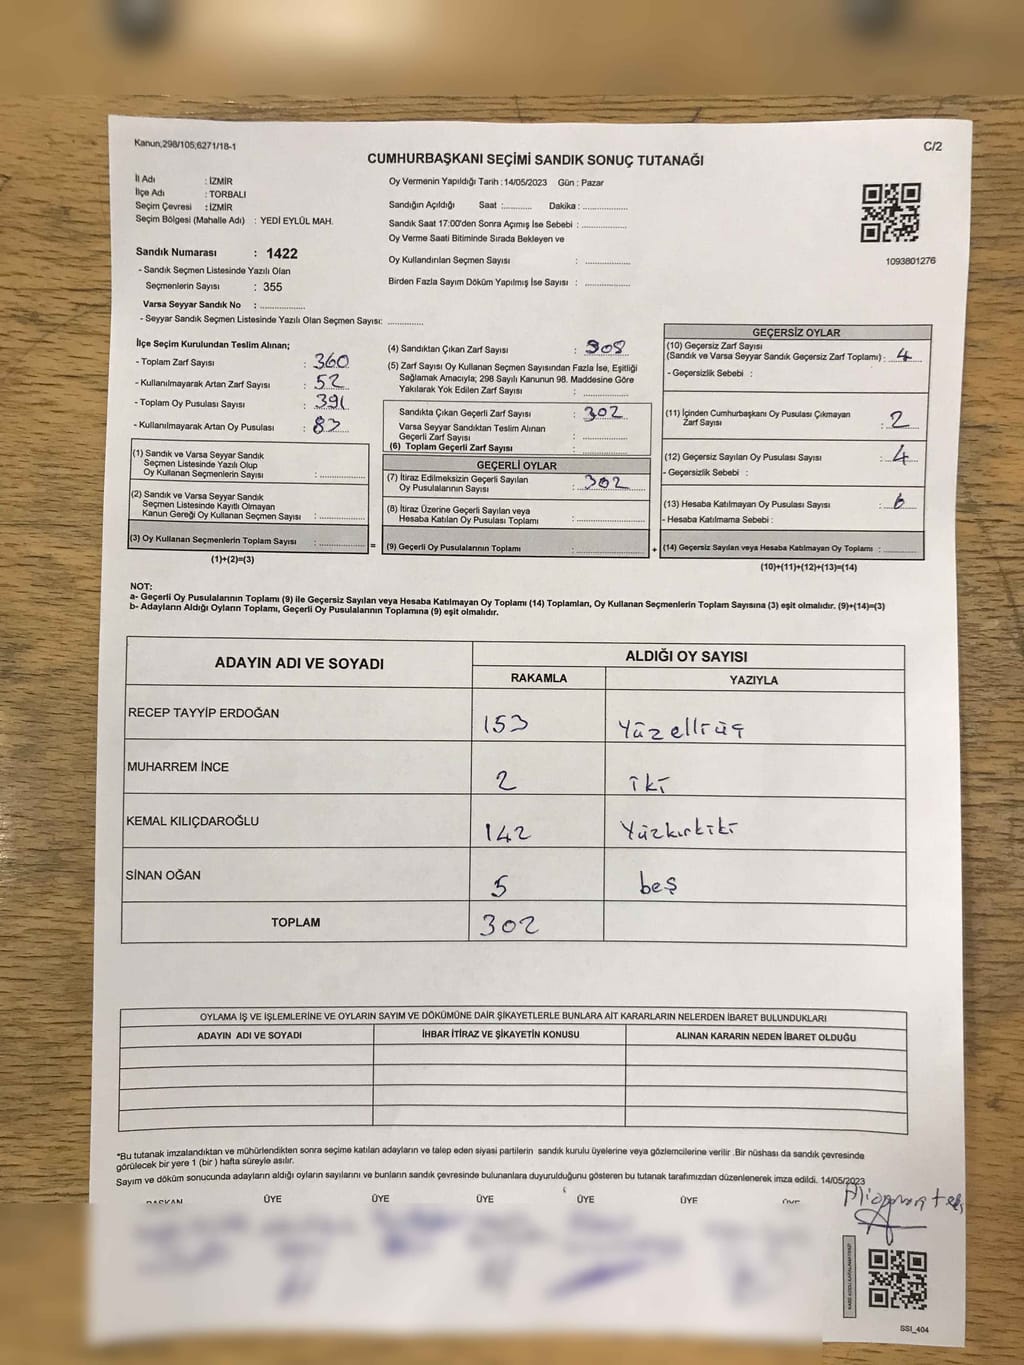 Kanun;298/105;6271/18-1
C/2
CUMHURBAŞKANI SEÇİMİ SANDIK SONUÇ TUTANAĞI
İl Adı : İZMİR
İlçe Adı : TORBALI
Seçim Çevresi : İZMİR
Seçim Bölgesi (Mahalle Adı) : YEDİ EYLÜL MAH.
Sandık Numarası : 1422
- Sandık Seçmen Listesinde Yazılı Olan
Seçmenlerin Sayısı : 355
Varsa Seyyar Sandık No : ...............
- Seyyar Sandık Seçmen Listesinde Yazılı Olan Seçmen Sayısı: ............
Oy Vermenin Yapıldığı Tarih : 14/05/2023 Gün : Pazar
Sandığın Açıldığı Saat :.......... Dakika : ...............
Sandık Saat 17:00'den Sonra Açımış İse Sebebi : ...............
Oy Verme Saati Bitiminde Sırada Bekleyen ve
Oy Kullandırılan Seçmen Sayısı : ...............
Birden Fazla Sayım Döküm Yapılmış İse Sayısı : ...............
1093801276
İlçe Seçim Kurulundan Teslim Alınan;
- Toplam Zarf Sayısı : 360
- Kullanılmayarak Artan Zarf Sayısı : 52
- Toplam Oy Pusulası Sayısı : 391
- Kullanılmayarak Artan Oy Pusulası : 83
(1) Sandık ve Varsa Seyyar Sandık
Seçmen Listesinde Yazılı Olup
Oy Kullanan Seçmenlerin Sayısı : ...............
(2) Sandık ve Varsa Seyyar Sandık
Seçmen Listesinde Kayıtlı Olmayan
Kanun Gereği Oy Kullanan Seçmen Sayısı : ...............
(3) Oy Kullanan Seçmenlerin Toplam Sayısı : ............... =
(1)+(2)=(3)
(4) Sandıktan Çıkan Zarf Sayısı : 308
(5) Zarf Sayısı Oy Kullanan Seçmen Sayısından Fazla İse, Eşitliği
Sağlamak Amacıyla; 298 Sayılı Kanunun 98. Maddesine Göre
Yakılarak Yok Edilen Zarf Sayısı : ...............
Sandıkta Çıkan Geçerli Zarf Sayısı : 302
Varsa Seyyar Sandıktan Teslim Alınan
Geçerli Zarf Sayısı : ...............
(6) Toplam Geçerli Zarf Sayısı : ...............
GEÇERLİ OYLAR
(7) İtiraz Edilmeksizin Geçerli Sayılan
Oy Pusulalarının Sayısı : 302
(8) İtiraz Üzerine Geçerli Sayılan veya
Hesaba Katılan Oy Pusulası Toplamı : ...............
(9) Geçerli Oy Pusulalarının Toplamı : ............... +
GEÇERSİZ OYLAR
(10) Geçersiz Zarf Sayısı
(Sandık ve Varsa Seyyar Sandık Geçersiz Zarf Toplamı) : 4
- Geçersizlik Sebebi :
(11) İçinden Cumhurbaşkanı Oy Pusulası Çıkmayan
Zarf Sayısı : 2
(12) Geçersiz Sayılan Oy Pusulası Sayısı : 4
- Geçersizlik Sebebi :
(13) Hesaba Katılmayan Oy Pusulası Sayısı : 6
- Hesaba Katılmama Sebebi :
(14) Geçersiz Sayılan veya Hesaba Katılmayan Oy Toplamı : ............
(10)+(11)+(12)+(13)=(14)
NOT:
a- Geçerli Oy Pusulalarının Toplamı (9) ile Geçersiz Sayılan veya Hesaba Katılmayan Oy Toplamı (14) Toplamları, Oy Kullanan Seçmenlerin Toplam Sayısına (3) eşit olmalıdır. (9)+(14)=(3)
b- Adayların Aldığı Oyların Toplamı, Geçerli Oy Pusulalarının Toplamına (9) eşit olmalıdır.
ADAYIN ADI VE SOYADI ALDIĞI OY SAYISI
RAKAMLA YAZIYLA
RECEP TAYYİP ERDOĞAN 153 Yüzelliüç
MUHARREM İNCE 2 iki
KEMAL KILIÇDAROĞLU 142 Yüzkırkiki
SİNAN OĞAN 5 beş
TOPLAM 302
OYLAMA İŞ VE İŞLEMLERİNE VE OYLARIN SAYIM VE DÖKÜMÜNE DAİR ŞİKAYETLERLE BUNLARA AİT KARARLARIN NELERDEN İBARET BULUNDUKLARI
ADAYIN ADI VE SOYADI İHBAR İTİRAZ VE ŞİKAYETİN KONUSU ALINAN KARARIN NEDEN İBARET OLDUĞU
*Bu tutanak imzalandıktan ve mühürlendikten sonra seçime katılan adayların ve talep eden siyasi partilerin sandık kurulu üyelerine veya gözlemcilerine verilir .Bir nüshası da sandık çevresinde
görülecek bir yere 1 (bir ) hafta süreyle asılır.
Sayım ve döküm sonucunda adayların aldığı oyların sayılarını ve bunların sandık çevresinde bulunanlara duyurulduğunu gösteren bu tutanak tarafımızdan düzenlenerek imza edildi. 14/05/2023
BAŞKAN ÜYE ÜYE ÜYE ÜYE ÜYE ÜYE
SSI_404